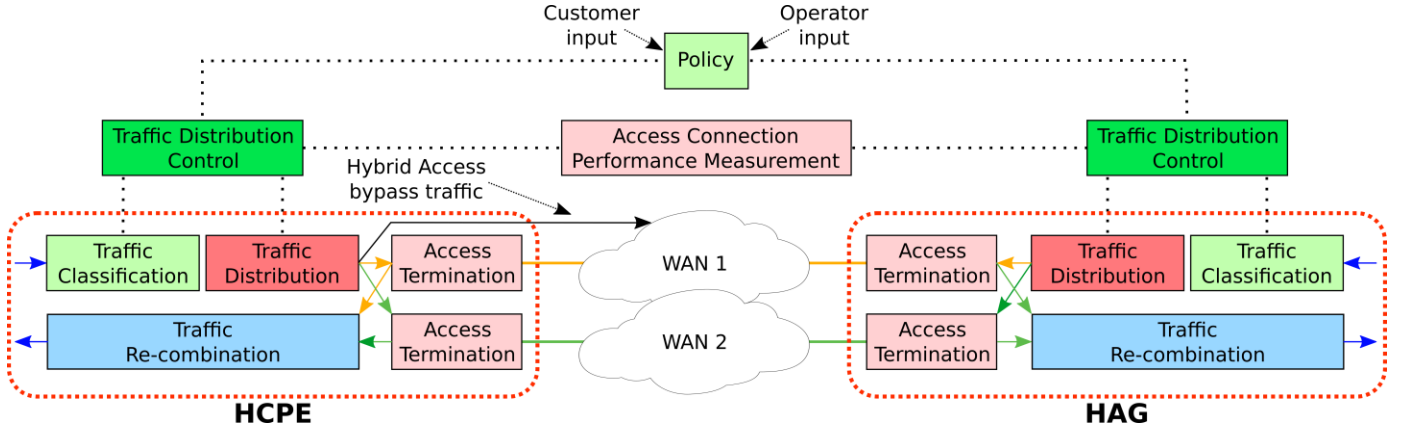 Customer
input
Operator
input
Policy
Traffic Distribution
Control
Access Connection
Performance Measurement
Traffic Distribution
Control
Hybrid Access
bypass traffic
Traffic
Classification
Traffic
Distribution
Access
Termination
WAN 1
Access
Termination
Traffic
Distribution
Traffic
Classification
Traffic
Re-combination
Access
Termination
WAN 2
Access
Termination
Traffic
Re-combination
HCPE
HAG